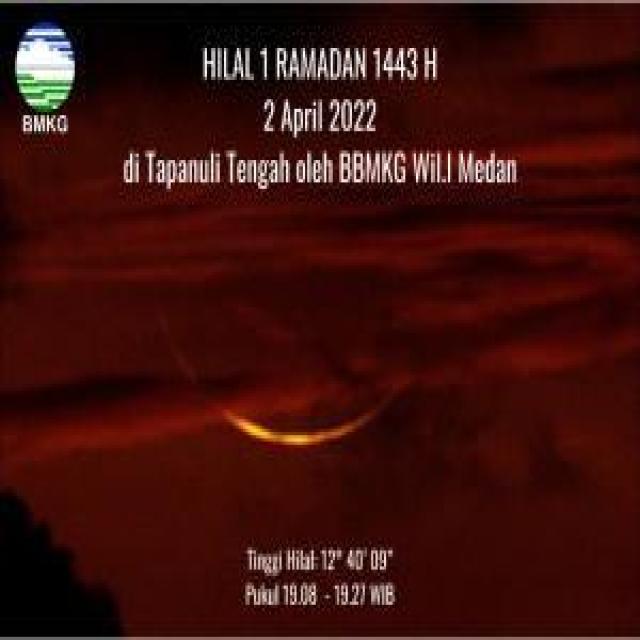 BMKG
HILAL 1 RAMADAN 1443 H
2 April 2022
di Tapanuli Tengah oleh BBMKG Wil.I Medan
Tinggi Hilal: 12° 40' 09"
Pukul 19.08 - 19.27 WIB